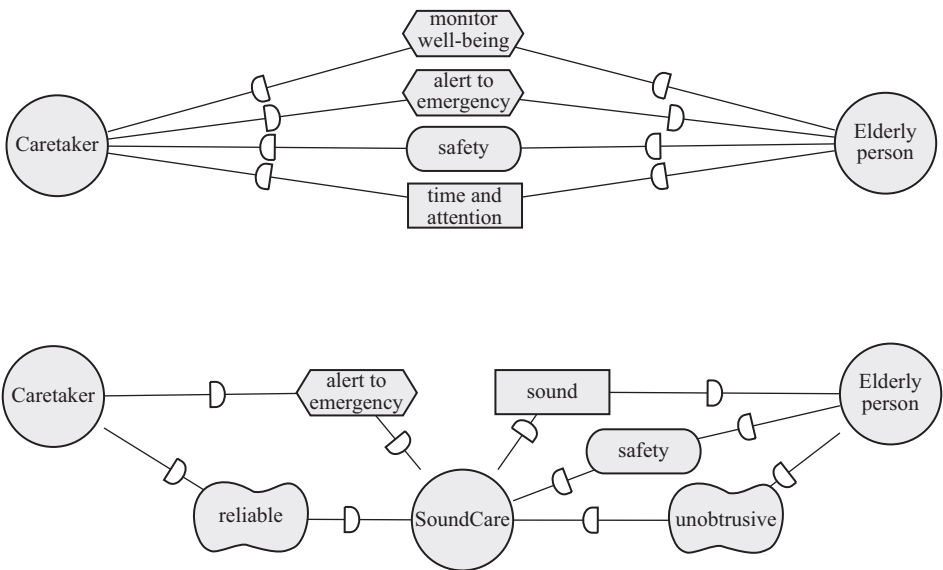 monitor
well-being
alert to
emergency
Caretaker
safety
Elderly
person
time and
attention
Caretaker
alert to
emergency
sound
Elderly
person
safety
reliable
SoundCare
unobtrusive